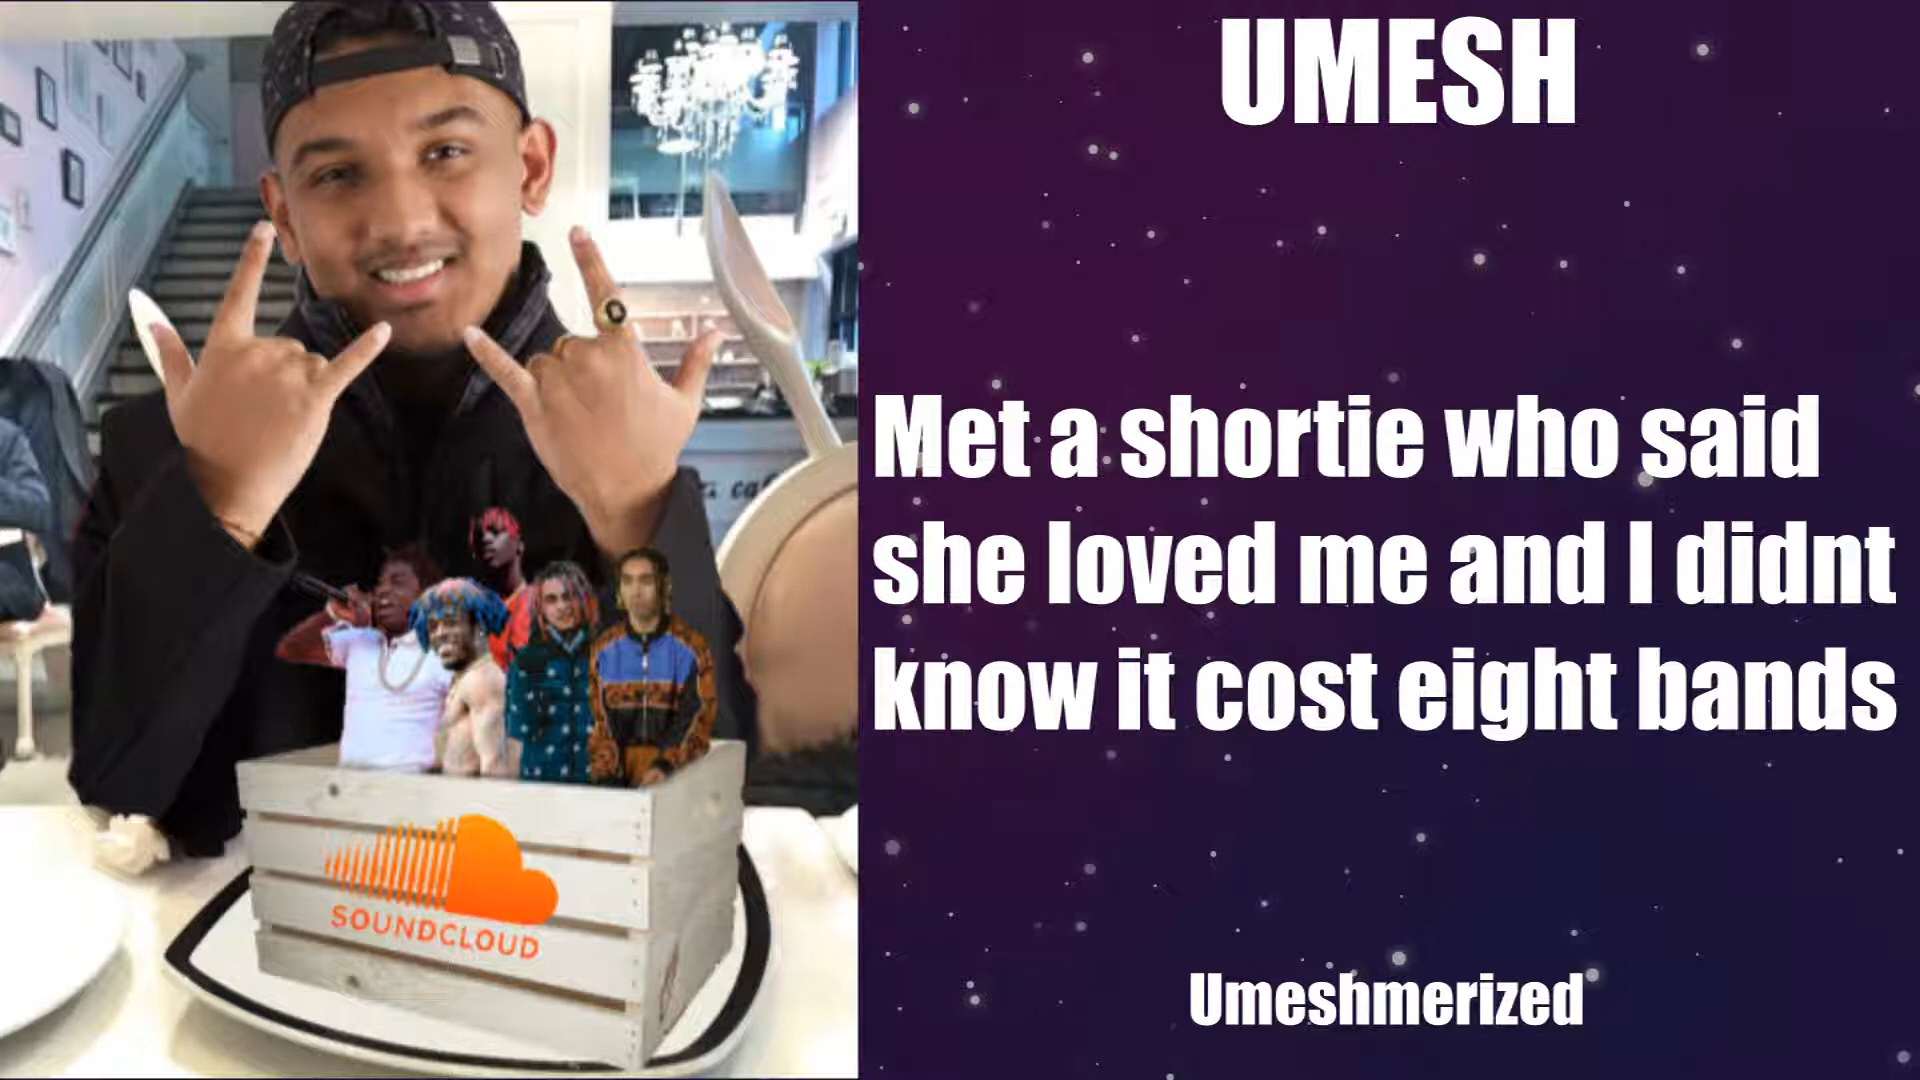 UMESH
Met a shortie who said
she loved me and I didnt
know it cost eight bands
Umeshmerized
SOUNDCLOUD